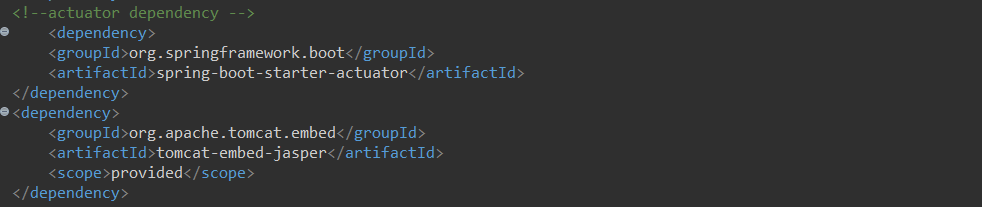 <!--actuator dependency -->
<dependency>
<groupId>org.springframework.boot</groupId>
<artifactId>spring-boot-starter-actuator</artifactId>
</dependency>
<dependency>
<groupId>org.apache.tomcat.embed</groupId>
<artifactId>tomcat-embed-jasper</artifactId>
<scope>provided</scope>
</dependency>